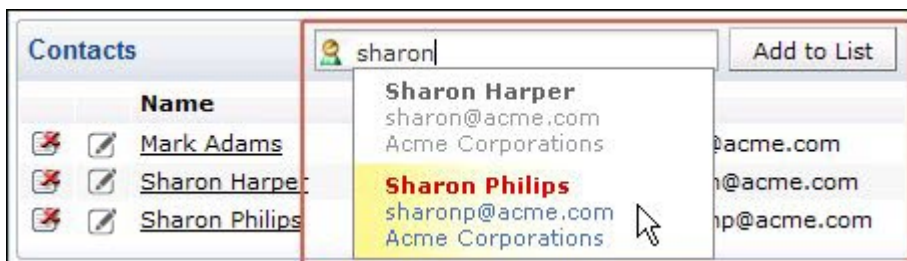 Contacts
sharon
Add to List
Sharon Harper
sharon@acme.com
Acme Corporations
Sharon Philips
sharonp@acme.com
Acme Corporations
Name
Mark Adams
@acme.com
Sharon Harper
@acme.com
Sharon Philips
p@acme.com